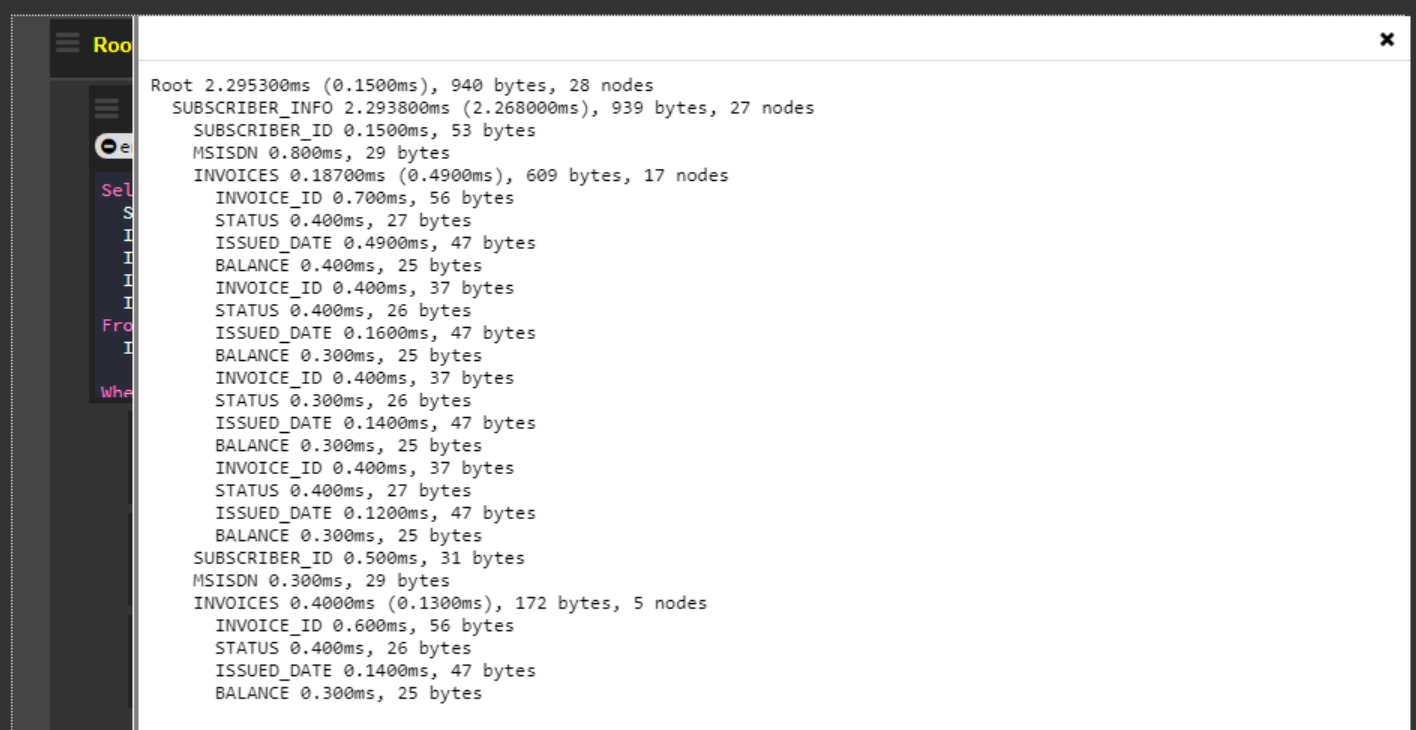 Root 2.295300ms (0.1500ms), 940 bytes, 28 nodes
SUBSCRIBER_INFO 2.293800ms (2.268000ms), 939 bytes, 27 nodes
SUBSCRIBER_ID 0.1500ms, 53 bytes
MSISDN 0.800ms, 29 bytes
INVOICES 0.18700ms (0.4900ms), 609 bytes, 17 nodes
INVOICE_ID 0.700ms, 56 bytes
STATUS 0.400ms, 27 bytes
ISSUED_DATE 0.4900ms, 47 bytes
BALANCE 0.400ms, 25 bytes
INVOICE_ID 0.400ms, 37 bytes
STATUS 0.400ms, 26 bytes
ISSUED_DATE 0.1600ms, 47 bytes
BALANCE 0.300ms, 25 bytes
INVOICE_ID 0.400ms, 37 bytes
STATUS 0.300ms, 26 bytes
ISSUED_DATE 0.1400ms, 47 bytes
BALANCE 0.300ms, 25 bytes
INVOICE_ID 0.400ms, 37 bytes
STATUS 0.400ms, 27 bytes
ISSUED_DATE 0.1200ms, 47 bytes
BALANCE 0.300ms, 25 bytes
SUBSCRIBER_ID 0.500ms, 31 bytes
MSISDN 0.300ms, 29 bytes
INVOICES 0.4000ms (0.1300ms), 172 bytes, 5 nodes
INVOICE_ID 0.600ms, 56 bytes
STATUS 0.400ms, 26 bytes
ISSUED_DATE 0.1400ms, 47 bytes
BALANCE 0.300ms, 25 bytes
Roo
e
Sel
S
I
I
I
I
Fro
I
Whe